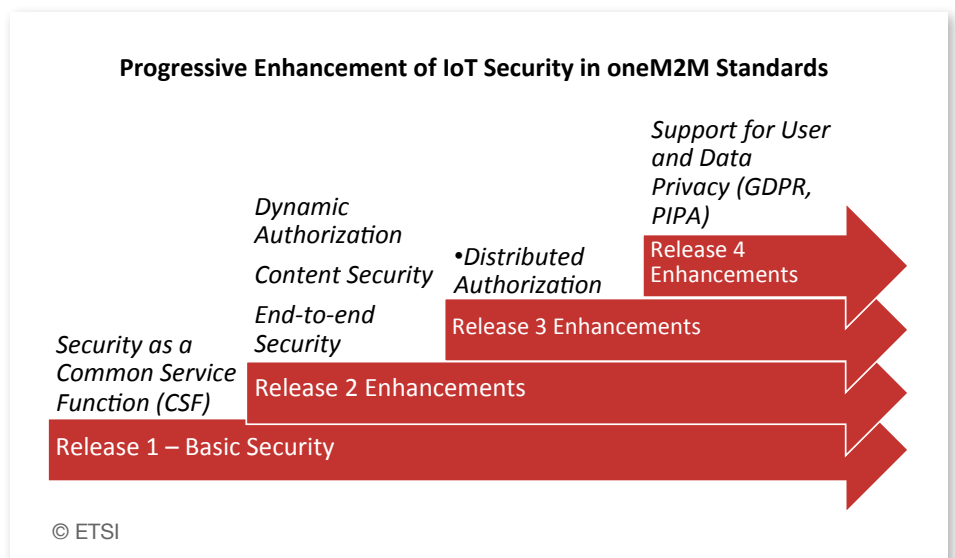 Progressive Enhancement of IoT Security in oneM2M Standards
Support for User
and Data
Privacy (GDPR,
PIPA)
Release 4
Enhancements
•Distributed
Authorization
Release 3 Enhancements
Dynamic
Authorization
Content Security
End-to-end
Security
Release 2 Enhancements
Security as a
Common Service
Function (CSF)
Release 1 – Basic Security
© ETSI